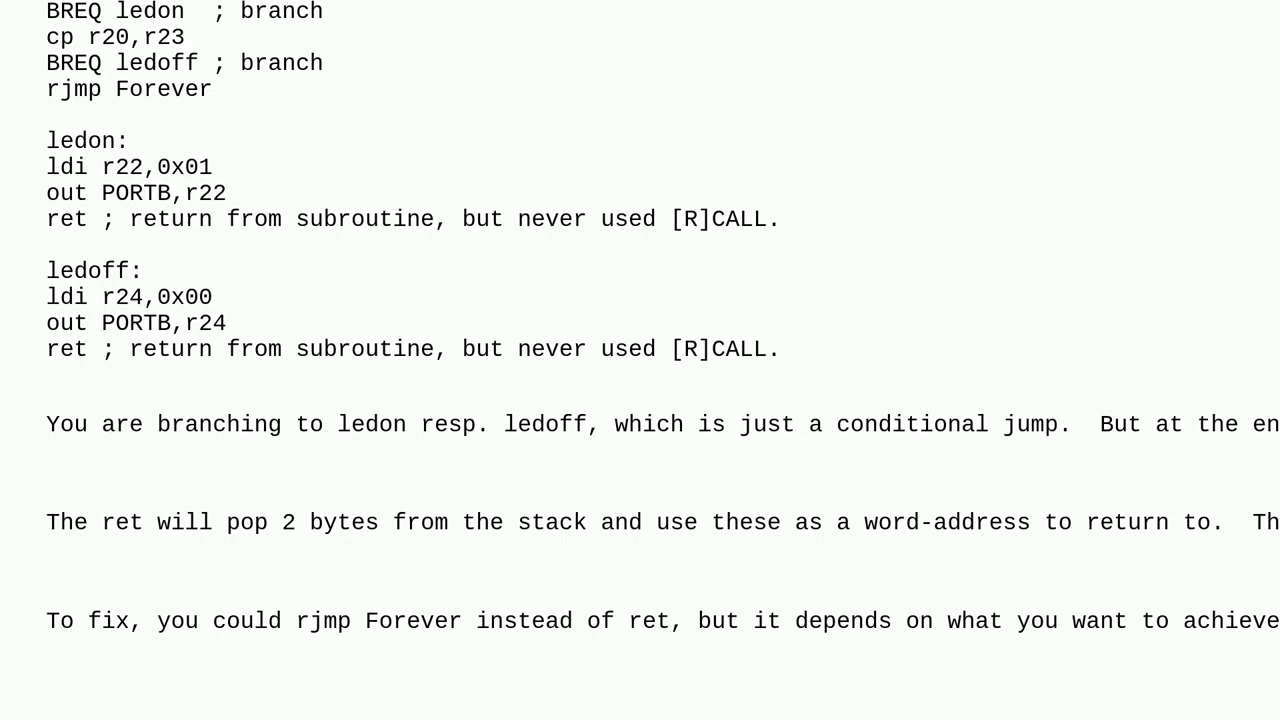 BREQ ledon  ; branch
cp r20,r23
BREQ ledoff ; branch
rjmp Forever
ledon:
ldi r22,0x01
out PORTB,r22
ret ; return from subroutine, but never used [R]CALL.
ledoff:
ldi r24,0x00
out PORTB,r24
ret ; return from subroutine, but never used [R]CALL.
You are branching to ledon resp. ledoff, which is just a conditional jump.  But at the en
The ret will pop 2 bytes from the stack and use these as a word-address to return to.  Th
To fix, you could rjmp Forever instead of ret, but it depends on what you want to achieve